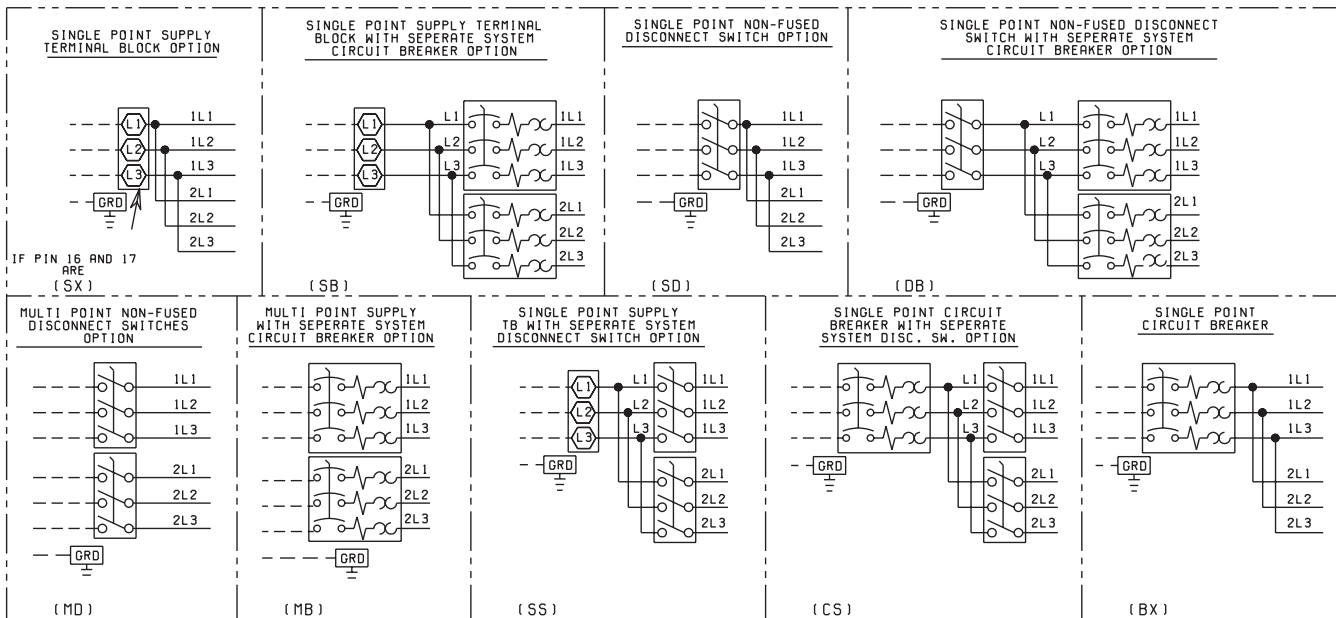 SINGLE POINT SUPPLY
TERMINAL BLOCK OPTION
L1
L2
L3
1L1
1L2
1L3
2L1
2L2
2L3
GRD
IF PIN 16 AND 17
ARE
(SX)
SINGLE POINT SUPPLY TERMINAL
BLOCK WITH SEPERATE SYSTEM
CIRCUIT BREAKER OPTION
L1
L2
L3
L1
L2
L3
1L1
1L2
1L3
2L1
2L2
2L3
GRD
(SB)
SINGLE POINT NON-FUSED
DISCONNECT SWITCH OPTION
1L1
1L2
1L3
2L1
2L2
2L3
GRD
(SD)
SINGLE POINT NON-FUSED DISCONNECT
SWITCH WITH SEPERATE SYSTEM
CIRCUIT BREAKER OPTION
L1
L2
L3
1L1
1L2
1L3
2L1
2L2
2L3
GRD
(DB)
MULTI POINT NON-FUSED
DISCONNECT SWITCHES
OPTION
1L1
1L2
1L3
2L1
2L2
2L3
GRD
(MD)
MULTI POINT SUPPLY
WITH SEPERATE SYSTEM
CIRCUIT BREAKER OPTION
1L1
1L2
1L3
2L1
2L2
2L3
GRD
(MB)
SINGLE POINT SUPPLY
TB WITH SEPERATE SYSTEM
DISCONNECT SWITCH OPTION
L1
L2
L3
L1
L2
L3
1L1
1L2
1L3
2L1
2L2
2L3
GRD
(SS)
SINGLE POINT CIRCUIT
BREAKER WITH SEPERATE
SYSTEM DISC. SW. OPTION
L1
L2
L3
1L1
1L2
1L3
2L1
2L2
2L3
GRD
(CS)
SINGLE POINT
CIRCUIT BREAKER
1L1
1L2
1L3
2L1
2L2
2L3
GRD
(BX)